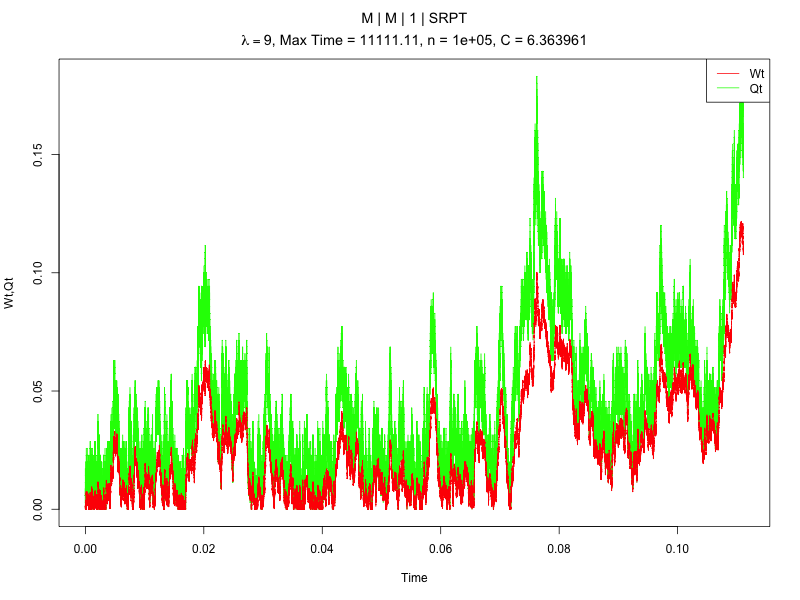 M | M | 1 | SRPT
λ = 9, Max Time = 11111.11, n = 1e+05, C = 6.363961
Wt
Qt
Wt,Qt
0.15
0.10
0.05
0.00
0.00 0.02 0.04 0.06 0.08 0.10
Time